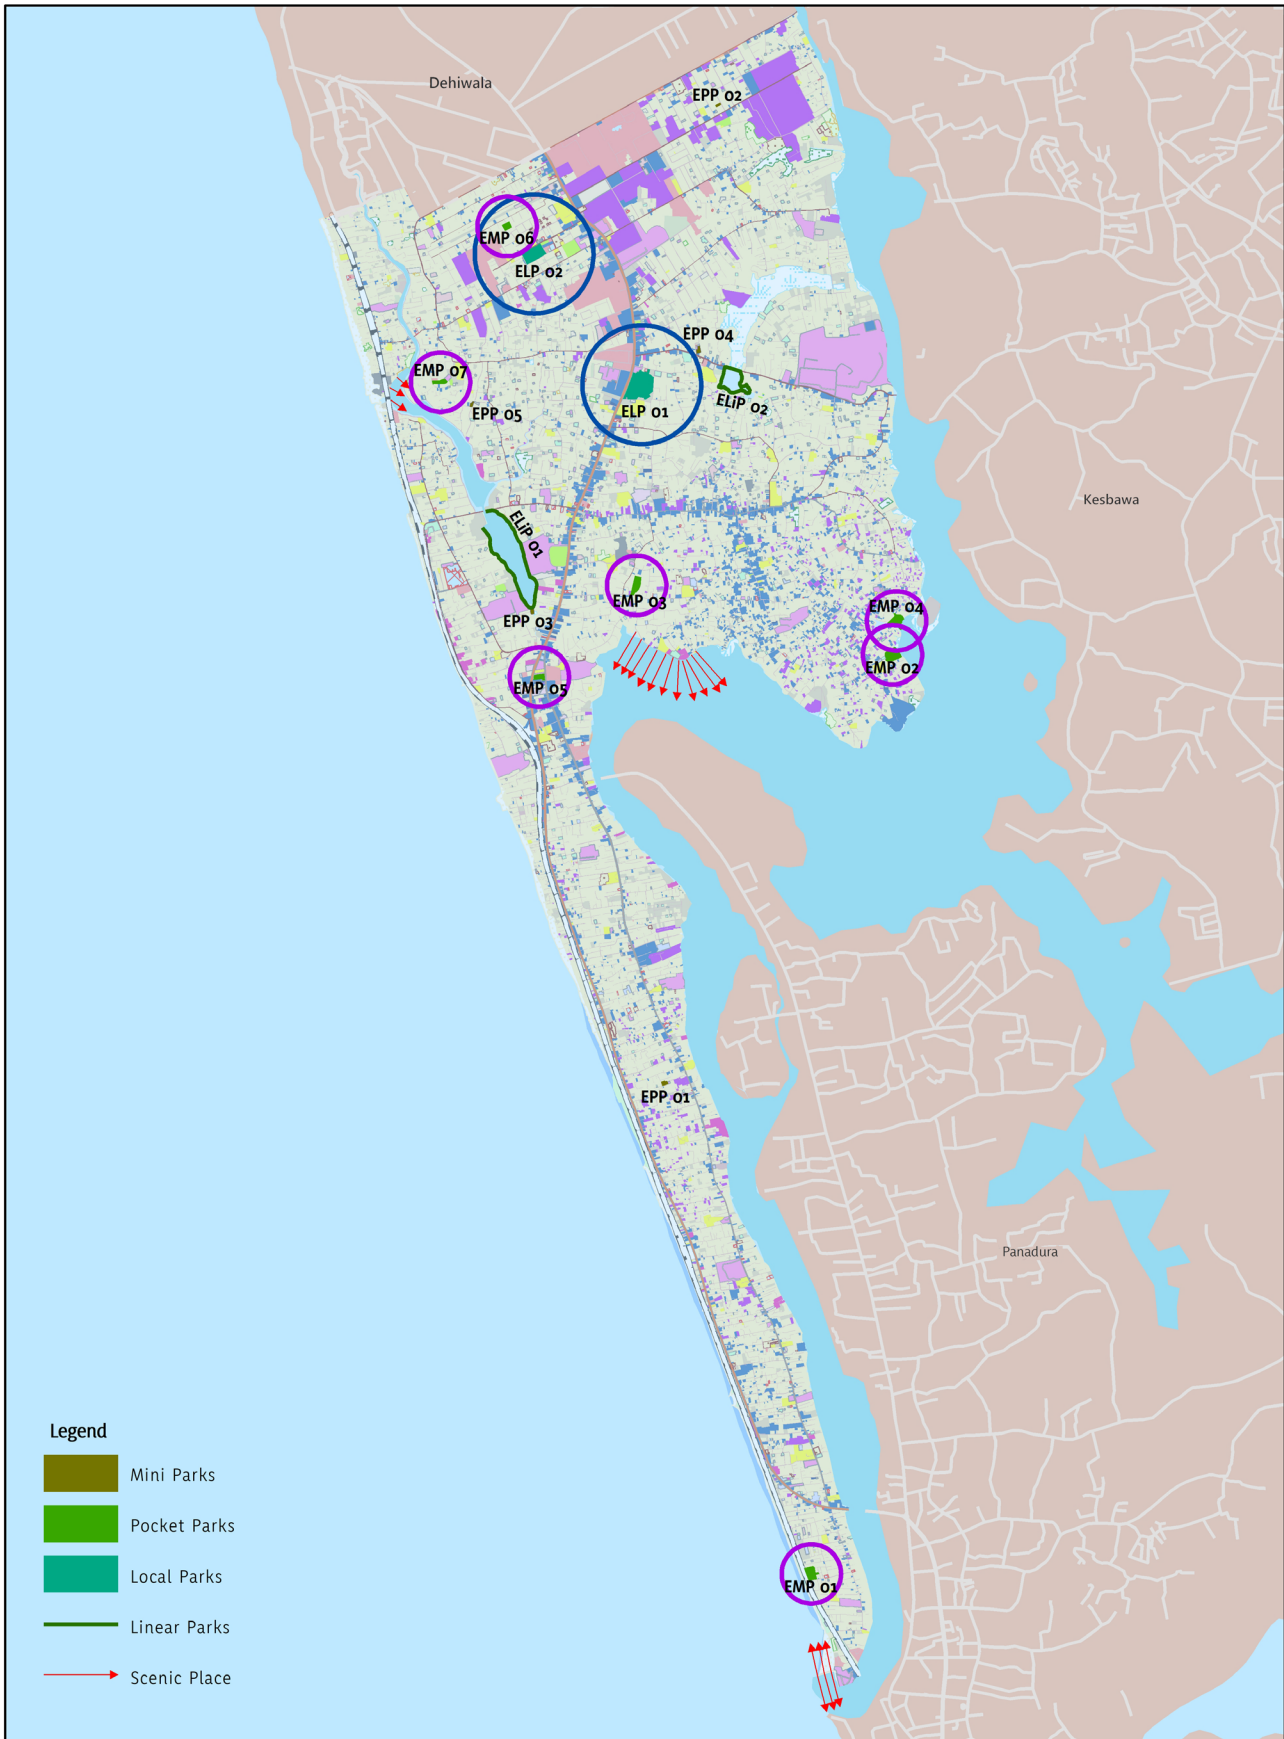 Dehiwala
EPP 02
EMP 06
ELP 02
EPP 04
EMP 07
ELiP 02
EPP 05
ELP 01
Kesbawa
ELiP 01
EMP 03
EMP 04
EPP 03
EMP 02
EMP 05
EPP 01
Panadura
EMP 01
Legend
Mini Parks
Pocket Parks
Local Parks
Linear Parks
Scenic Place